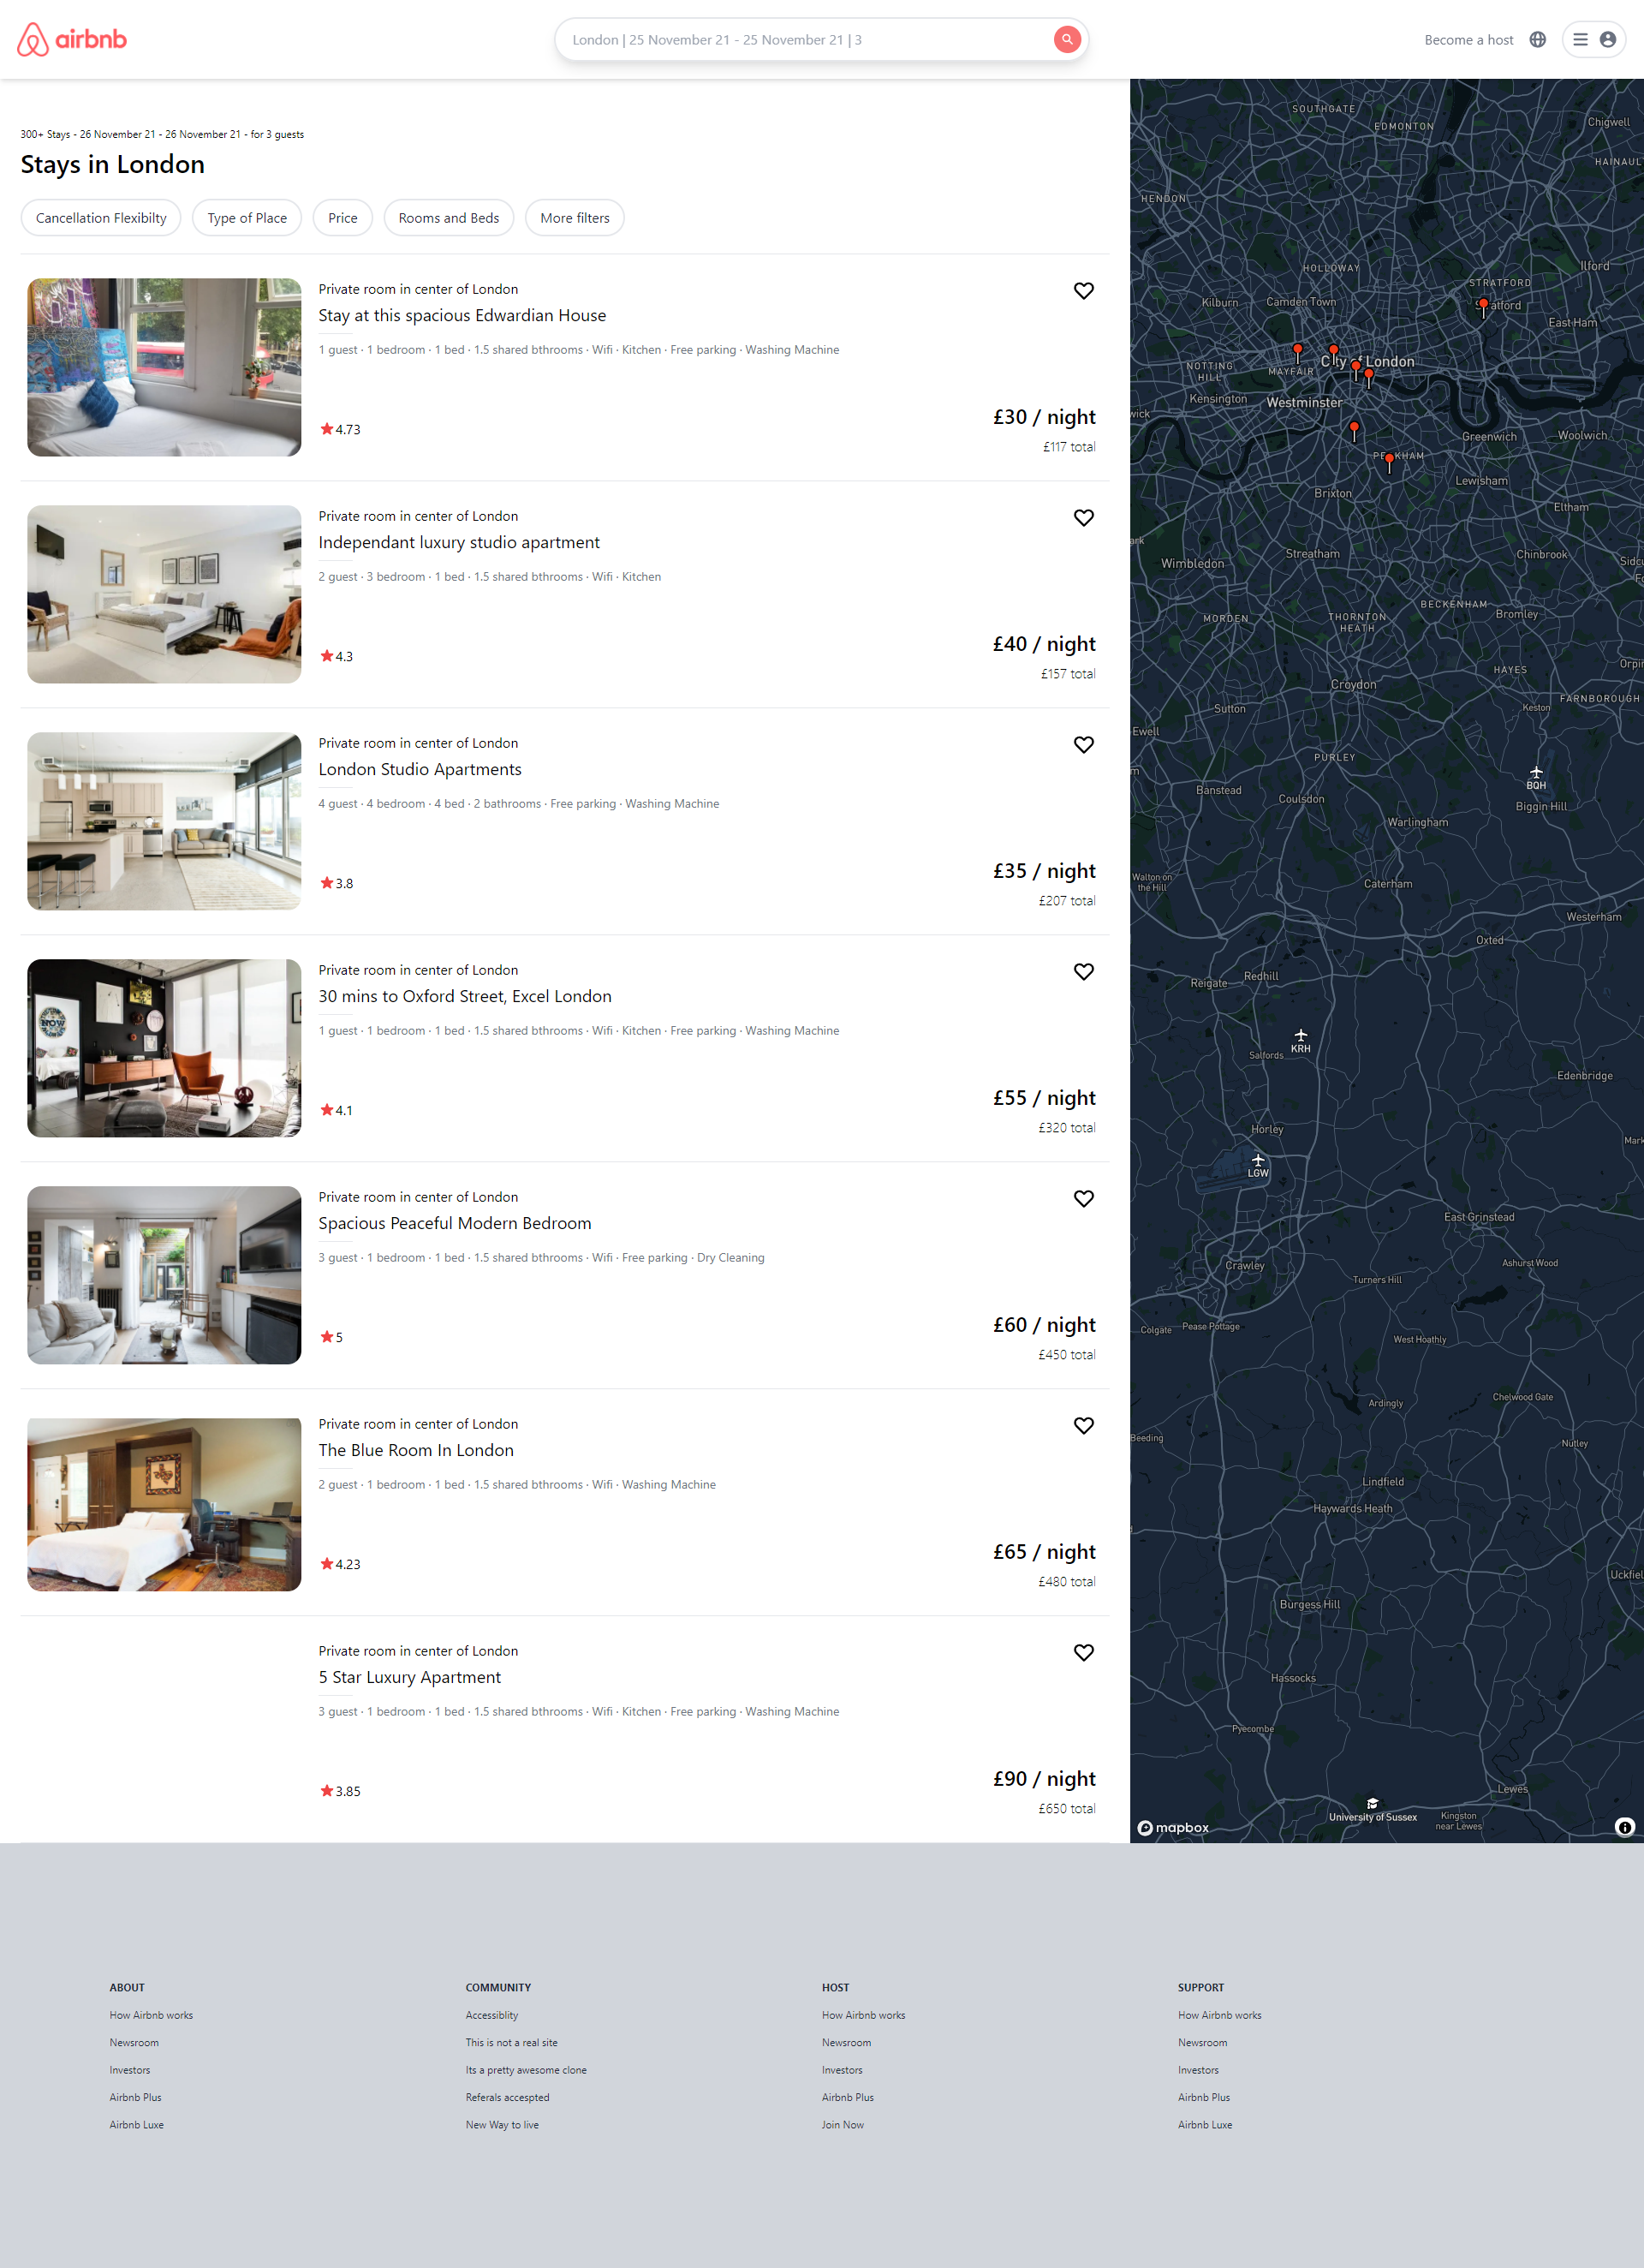 airbnb
London | 25 November 21 - 25 November 21 | 3
Become a host
300+ Stays - 26 November 21 - 26 November 21 - for 3 guests
Stays in London
Cancellation Flexibilty
Type of Place
Price
Rooms and Beds
More filters
Private room in center of London
Stay at this spacious Edwardian House
1 guest · 1 bedroom · 1 bed · 1.5 shared bthrooms · Wifi · Kitchen · Free parking · Washing Machine
4.73
£30 / night
£117 total
Private room in center of London
Independant luxury studio apartment
2 guest · 3 bedroom · 1 bed · 1.5 shared bthrooms · Wifi · Kitchen
4.3
£40 / night
£157 total
Private room in center of London
London Studio Apartments
4 guest · 4 bedroom · 4 bed · 2 bathrooms · Free parking · Washing Machine
3.8
£35 / night
£207 total
Private room in center of London
30 mins to Oxford Street, Excel London
1 guest · 1 bedroom · 1 bed · 1.5 shared bthrooms · Wifi · Kitchen · Free parking · Washing Machine
4.1
£55 / night
£320 total
NOW
Private room in center of London
Spacious Peaceful Modern Bedroom
3 guest · 1 bedroom · 1 bed · 1.5 shared bthrooms · Wifi · Free parking · Dry Cleaning
5
£60 / night
£450 total
Private room in center of London
The Blue Room In London
2 guest · 1 bedroom · 1 bed · 1.5 shared bthrooms · Wifi · Washing Machine
4.23
£65 / night
£480 total
Private room in center of London
5 Star Luxury Apartment
3 guest · 1 bedroom · 1 bed · 1.5 shared bthrooms · Wifi · Kitchen · Free parking · Washing Machine
3.85
£90 / night
£650 total
SOUTHGATE
EDMONTON
Chigwell
HAINAUL
HENDON
HOLLOWAY
Ilford
STRATFORD
Kilburn
Camden Town
East Ham
City of London
NOTTING
HILL
MAYFAIR
Kensington
Westminster
wick
Greenwich
Woolwich
Lewisham
Brixton
Eltham
ark
Streatham
Chinbrook
Sidcu
Wimbledon
BECKENHAM
Bromley
MORDEN
THORNTON
HEATH
HAYES
Orpin
Croydon
FARNBOROUGH
Keston
Sutton
Ewell
PURLEY
BQH
Banstead
Coulsdon
Biggin Hill
Warlingham
Walton on
the Hill
Caterham
Westerham
Oxted
Redhill
Reigate
KRH
Salfords
Edenbridge
Horley
Mark
LGW
East Grinstead
Ashurst Wood
Crawley
Turners Hill
Colgate
Pease Pottage
West Hoathly
Chelwood Gate
Ardingly
Beeding
Nutley
Lindfield
Haywards Heath
Uckfiel
Burgess Hill
Hassocks
Pyecombe
Lewes
University of Sussex
Kingston
near Lewes
mapbox
ABOUT
How Airbnb works
Newsroom
Investors
Airbnb Plus
Airbnb Luxe
COMMUNITY
Accessiblity
This is not a real site
Its a pretty awesome clone
Referals accespted
New Way to live
HOST
How Airbnb works
Newsroom
Investors
Airbnb Plus
Join Now
SUPPORT
How Airbnb works
Newsroom
Investors
Airbnb Plus
Airbnb Luxe